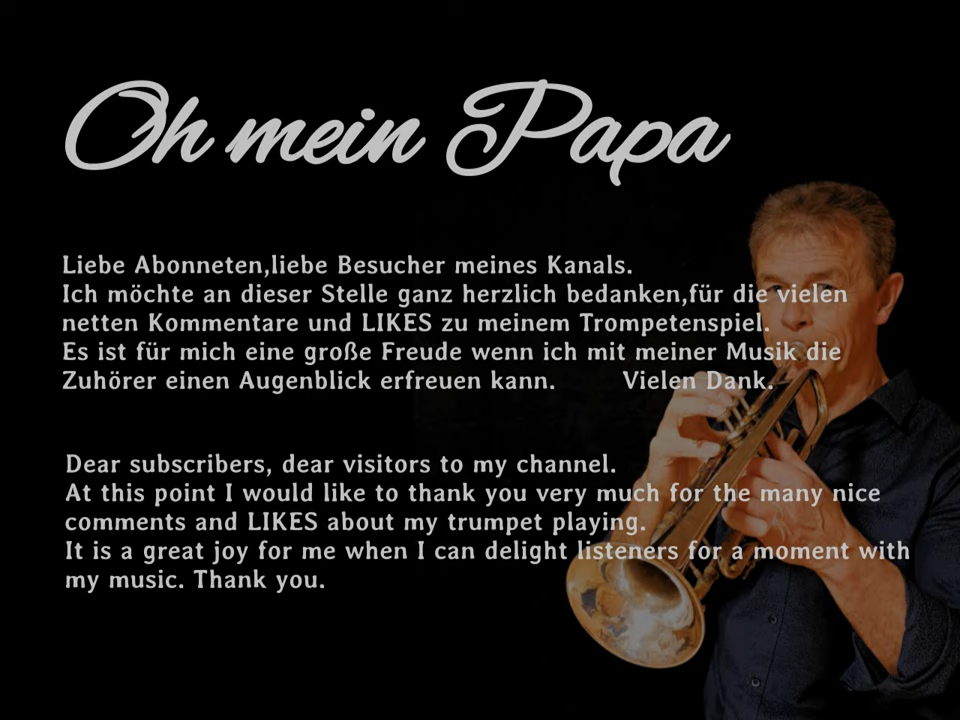 Oh mein Papa
Liebe Abonneten,liebe Besucher meines Kanals.
Ich möchte an dieser Stelle ganz herzlich bedanken,für die vielen
netten Kommentare und LIKES zu meinem Trompetenspiel.
Es ist für mich eine große Freude wenn ich mit meiner Musik die
Zuhörer einen Augenblick erfreuen kann. Vielen Dank.
Dear subscribers, dear visitors to my channel.
At this point I would like to thank you very much for the many nice
comments and LIKES about my trumpet playing.
It is a great joy for me when I can delight listeners for a moment with
my music. Thank you.